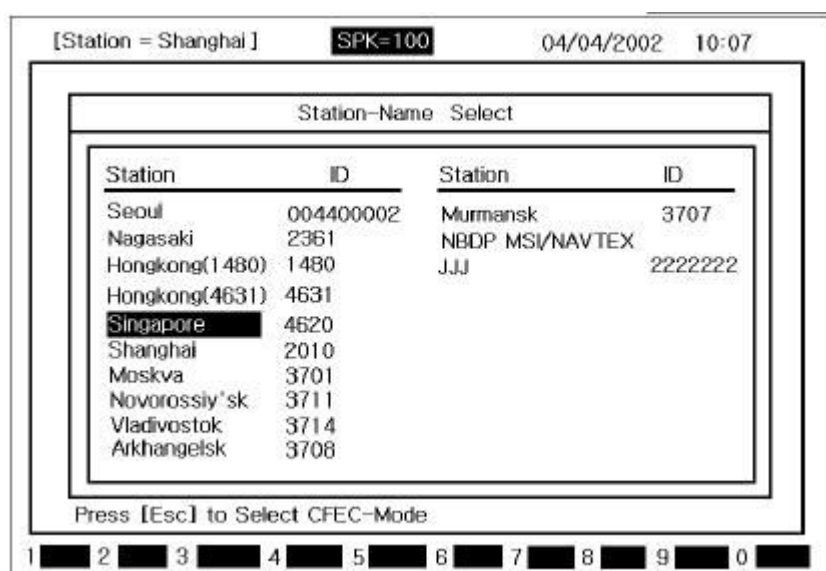 [Station = Shanghai] SPK=100 04/04/2002 10:07
Station-Name Select
Station ID Station ID
Seoul 004400002 Murmansk 3707
Nagasaki 2361 NBDP MSI/NAVTEX
Hongkong(1480) 1480 JJJ 2222222
Hongkong(4631) 4631
Singapore 4620
Shanghai 2010
Moskva 3701
Novorossiy'sk 3711
Vladivostok 3714
Arkhangelsk 3708
Press [Esc] to Select CFEC-Mode
1 2 3 4 5 6 7 8 9 0